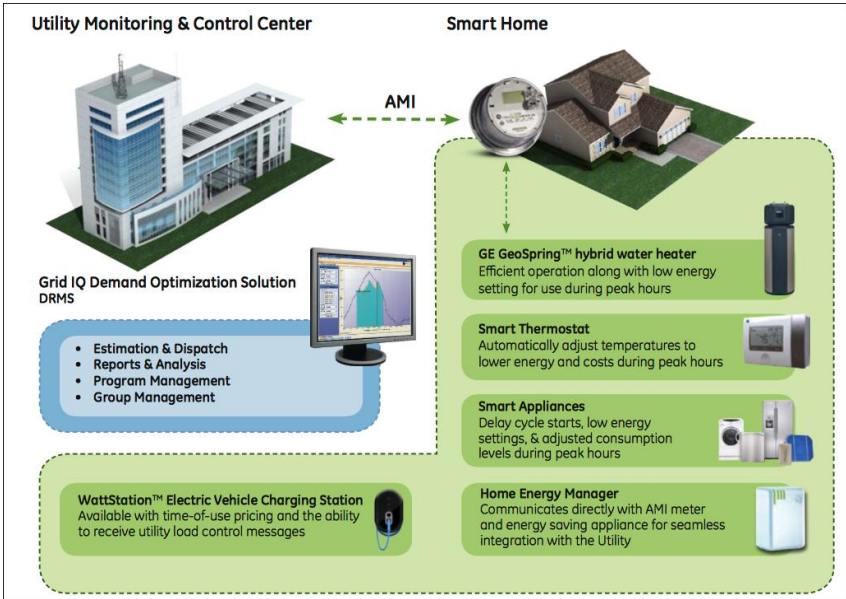 Utility Monitoring & Control Center
Smart Home
AMI
Grid IQ Demand Optimization Solution
DRMS
• Estimation & Dispatch
• Reports & Analysis
• Program Management
• Group Management
GE GeoSpring™ hybrid water heater
Efficient operation along with low energy
setting for use during peak hours
Smart Thermostat
Automatically adjust temperatures to
lower energy and costs during peak hours
Smart Appliances
Delay cycle starts, low energy
settings, & adjusted consumption
levels during peak hours
WattStation™ Electric Vehicle Charging Station
Available with time-of-use pricing and the ability
to receive utility load control messages
Home Energy Manager
Communicates directly with AMI meter
and energy saving appliance for seamless
integration with the Utility